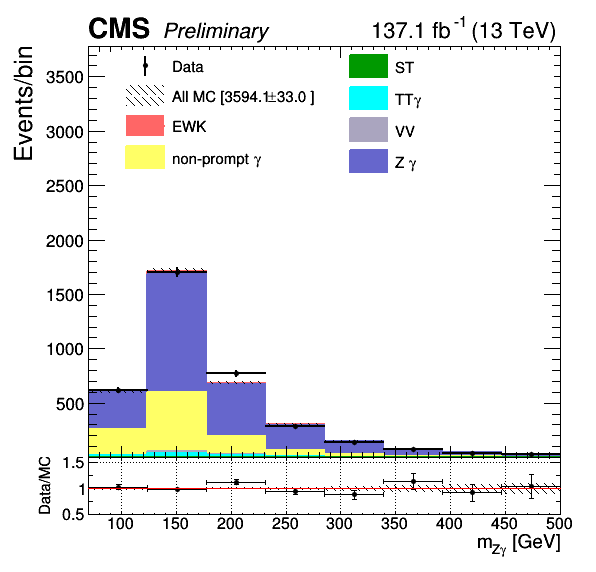 CMS Preliminary 137.1 fb⁻¹ (13 TeV)
Events/bin
3500
3000
2500
2000
1500
1000
500
Data
All MC [3594.1±33.0 ]
EWK
non-prompt γ
ST
TTγ
VV
Z γ
Data/MC
1.5
1
0.5
100 150 200 250 300 350 400 450 500
m_Zγ [GeV]